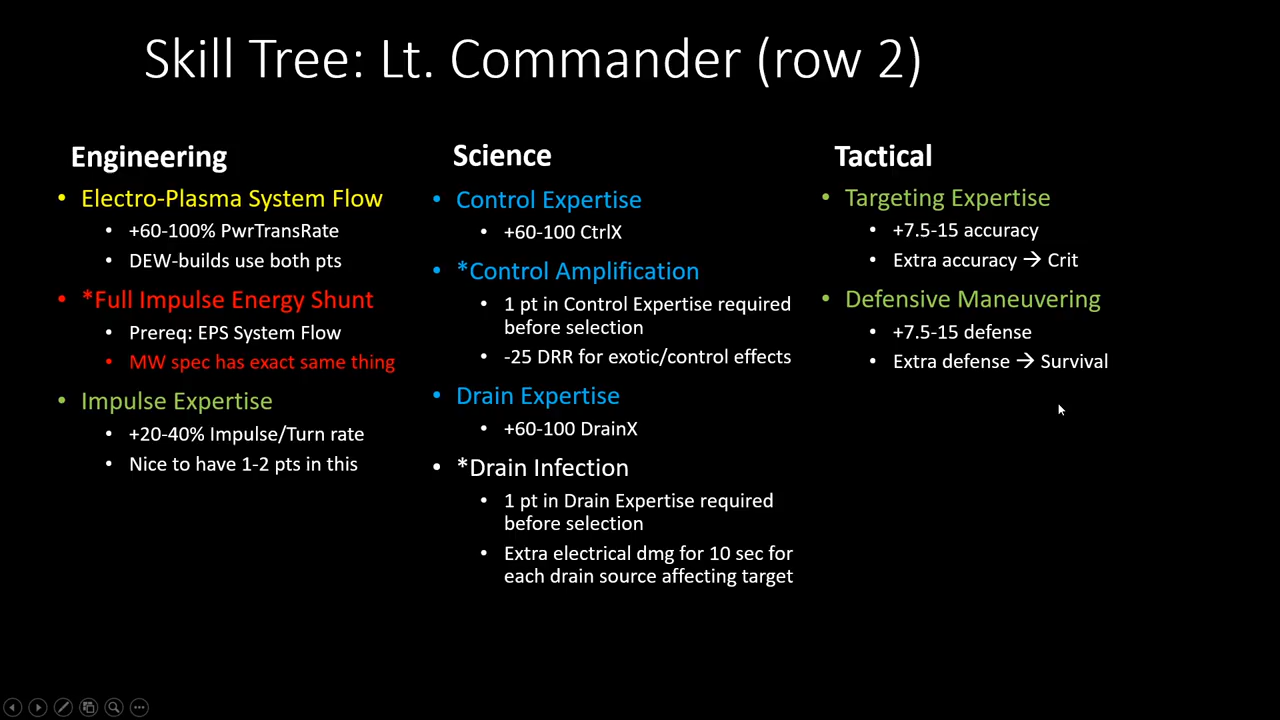 Skill Tree: Lt. Commander (row 2)
Engineering
• Electro-Plasma System Flow
• +60-100% PwrTransRate
• DEW-builds use both pts
• *Full Impulse Energy Shunt
• Prereq: EPS System Flow
• MW spec has exact same thing
• Impulse Expertise
• +20-40% Impulse/Turn rate
• Nice to have 1-2 pts in this
Science
• Control Expertise
• +60-100 CtrlX
• *Control Amplification
• 1 pt in Control Expertise required
before selection
• -25 DRR for exotic/control effects
• Drain Expertise
• +60-100 DrainX
• *Drain Infection
• 1 pt in Drain Expertise required
before selection
• Extra electrical dmg for 10 sec for
each drain source affecting target
Tactical
• Targeting Expertise
• +7.5-15 accuracy
• Extra accuracy → Crit
• Defensive Maneuvering
• +7.5-15 defense
• Extra defense → Survival